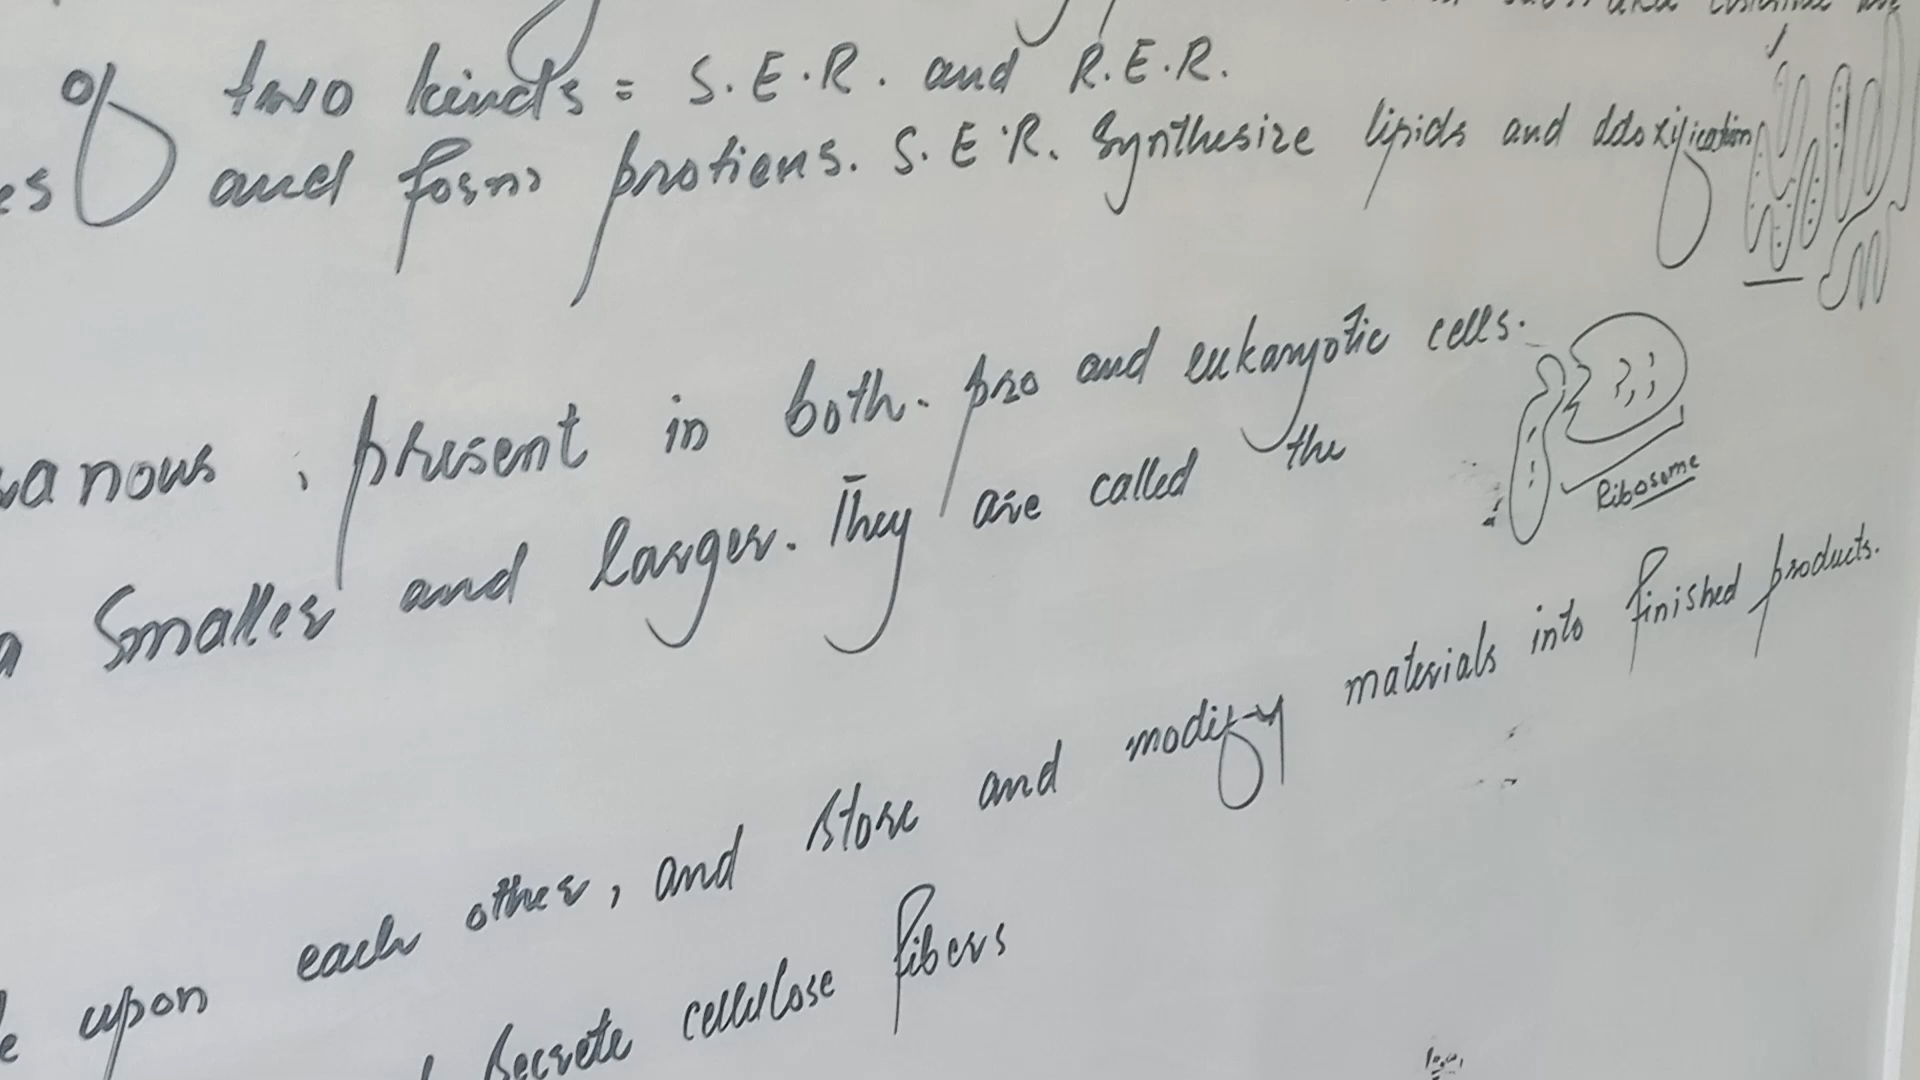 of two kinds = S.E.R. and R.E.R.
and form protiens. S.E.R. Synthesize lipids and
present in both. pro and eukaryotic cells.
Smaller and larger. They are called the
Ribosome
upon each other, and store and modify materials into finished products.
secrete cellulose fibers